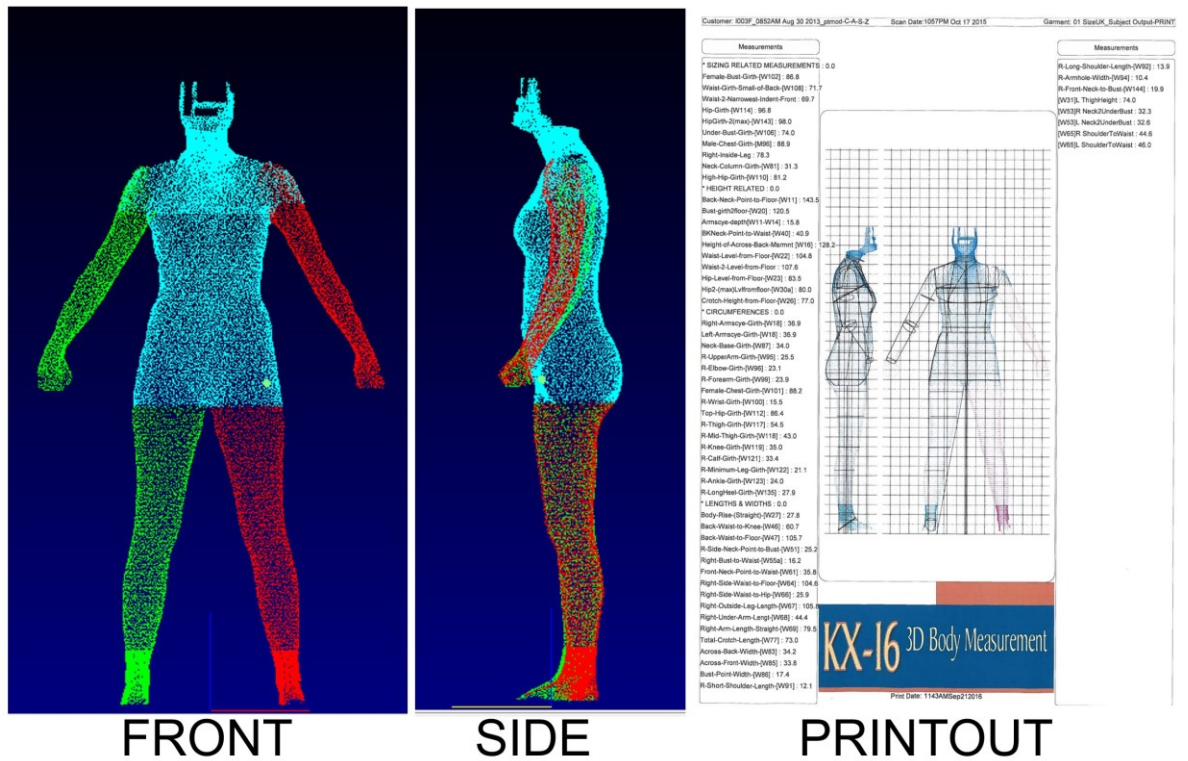 Customer: I003F_0852AM Aug 30 2013_ptmod-C-A-S-Z Scan Date:1057PM Oct 17 2015 Garment: 01 SizeUK_Subject Output-PRINT
Measurements
* SIZING RELATED MEASUREMENTS : 0.0
Female-Bust-Girth-[W102] : 86.8
Waist-Girth-Small-of-Back-[W108] : 71.7
Waist-2-Narrowest-Indent-Front : 69.7
Hip-Girth-[W114] : 96.8
HipGirth-2(max)-[W143] : 98.0
Under-Bust-Girth-[W106] : 74.0
Male-Chest-Girth-[M96] : 88.9
Right-Inside-Leg : 78.3
Neck-Column-Girth-[W81] : 31.3
High-Hip-Girth-[W110] : 81.2
* HEIGHT RELATED : 0.0
Back-Neck-Point-to-Floor-[W11] : 143.5
Bust-girth2floor-[W20] : 120.5
Armscye-depth[W11-W14] : 15.8
BKNeck-Point-to-Waist-[W40] : 40.9
Height-of-Across-Back-Msrmnt [W16] : 128.2
Waist-Level-from-Floor-[W22] : 104.8
Waist-2-Level-from-Floor : 107.6
Hip-Level-from-Floor-[W23] : 83.5
Hip2-(max)Lvlfromfloor-[W30a] : 80.0
Crotch-Height-from-Floor-[W26] : 77.0
* CIRCUMFERENCES : 0.0
Right-Armscye-Girth-[W18] : 36.9
Left-Armscye-Girth-[W18] : 36.9
Neck-Base-Girth-[W87] : 34.0
R-UpperArm-Girth-[W95] : 25.5
R-Elbow-Girth-[W96] : 23.1
R-Forearm-Girth-[W99] : 23.9
Female-Chest-Girth-[W101] : 88.2
R-Wrist-Girth-[W100] : 15.5
Top-Hip-Girth-[W112] : 86.4
R-Thigh-Girth-[W117] : 54.5
R-Mid-Thigh-Girth-[W118] : 43.0
R-Knee-Girth-[W119] : 35.0
R-Calf-Girth-[W121] : 33.4
R-Minimum-Leg-Girth-[W122] : 21.1
R-Ankle-Girth-[W123] : 24.0
R-LongHeel-Girth-[W135] : 27.9
* LENGTHS & WIDTHS : 0.0
Body-Rise-(Straight)-[W27] : 27.8
Back-Waist-to-Knee-[W46] : 60.7
Back-Waist-to-Floor-[W47] : 105.7
R-Side-Neck-Point-to-Bust-[W51] : 25.2
Right-Bust-to-Waist-[W55a] : 16.2
Front-Neck-Point-to-Waist-[W61] : 35.8
Right-Side-Waist-to-Floor-[W64] : 104.6
Right-Side-Waist-to-Hip-[W66] : 25.9
Right-Outside-Leg-Length-[W67] : 105.8
Right-Under-Arm-Lengt-[W68] : 44.4
Right-Arm-Length-Straight-[W69] : 79.5
Total-Crotch-Length-[W77] : 73.0
Across-Back-Width-[W83] : 34.2
Across-Front-Width-[W85] : 33.8
Bust-Point-Width-[W86] : 17.4
R-Short-Shoulder-Length-[W91] : 12.1
Measurements
R-Long-Shoulder-Length-[W92] : 13.9
R-Armhole-Width-[W94] : 10.4
R-Front-Neck-to-Bust-[W144] : 19.9
[W31]L ThighHeight : 74.0
[W53]R Neck2UnderBust : 32.3
[W53]L Neck2UnderBust : 32.6
[W65]R ShoulderToWaist : 44.6
[W65]L ShoulderToWaist : 46.0
KX-16 3D Body Measurement
Print Date: 1143AMSep212016
FRONT
SIDE
PRINTOUT